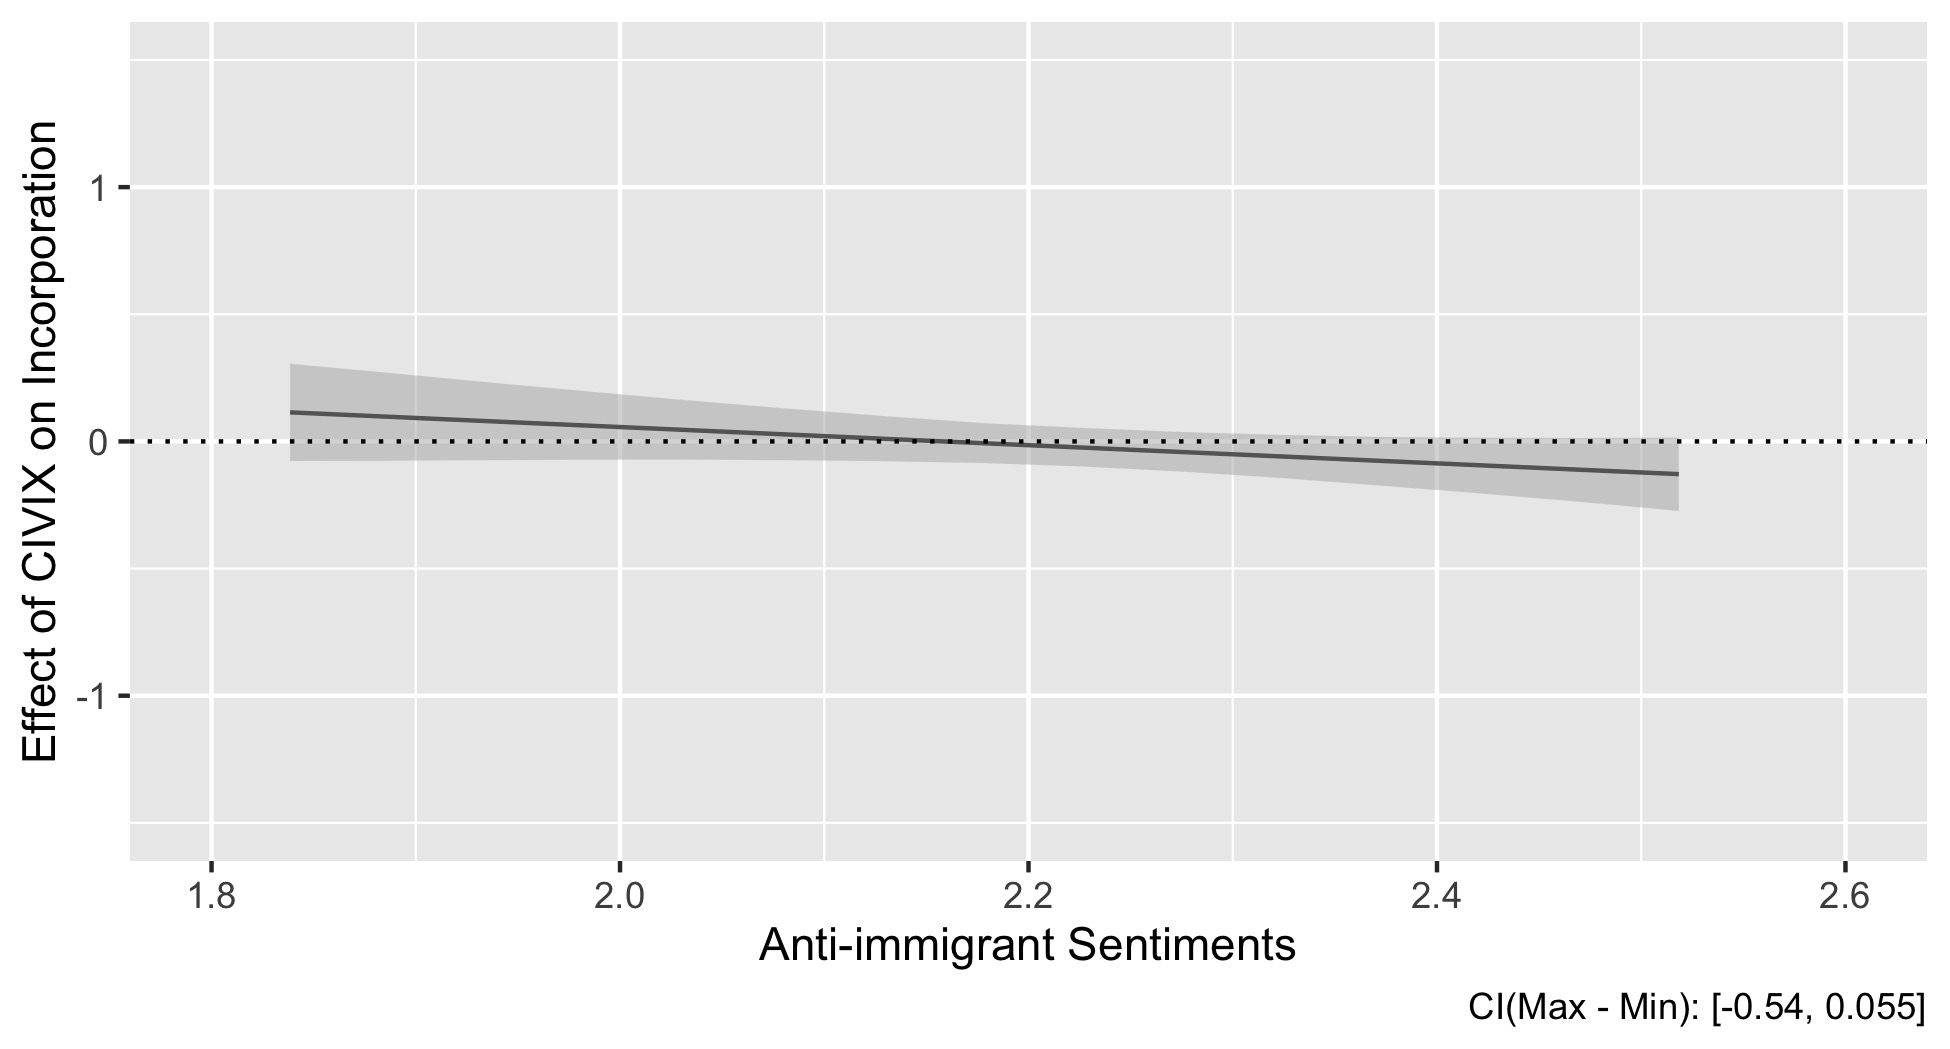 Effect of CIVIX on Incorporation
1
0
-1
1.8
2.0
2.2
2.4
2.6
Anti-immigrant Sentiments
CI(Max - Min): [-0.54, 0.055]